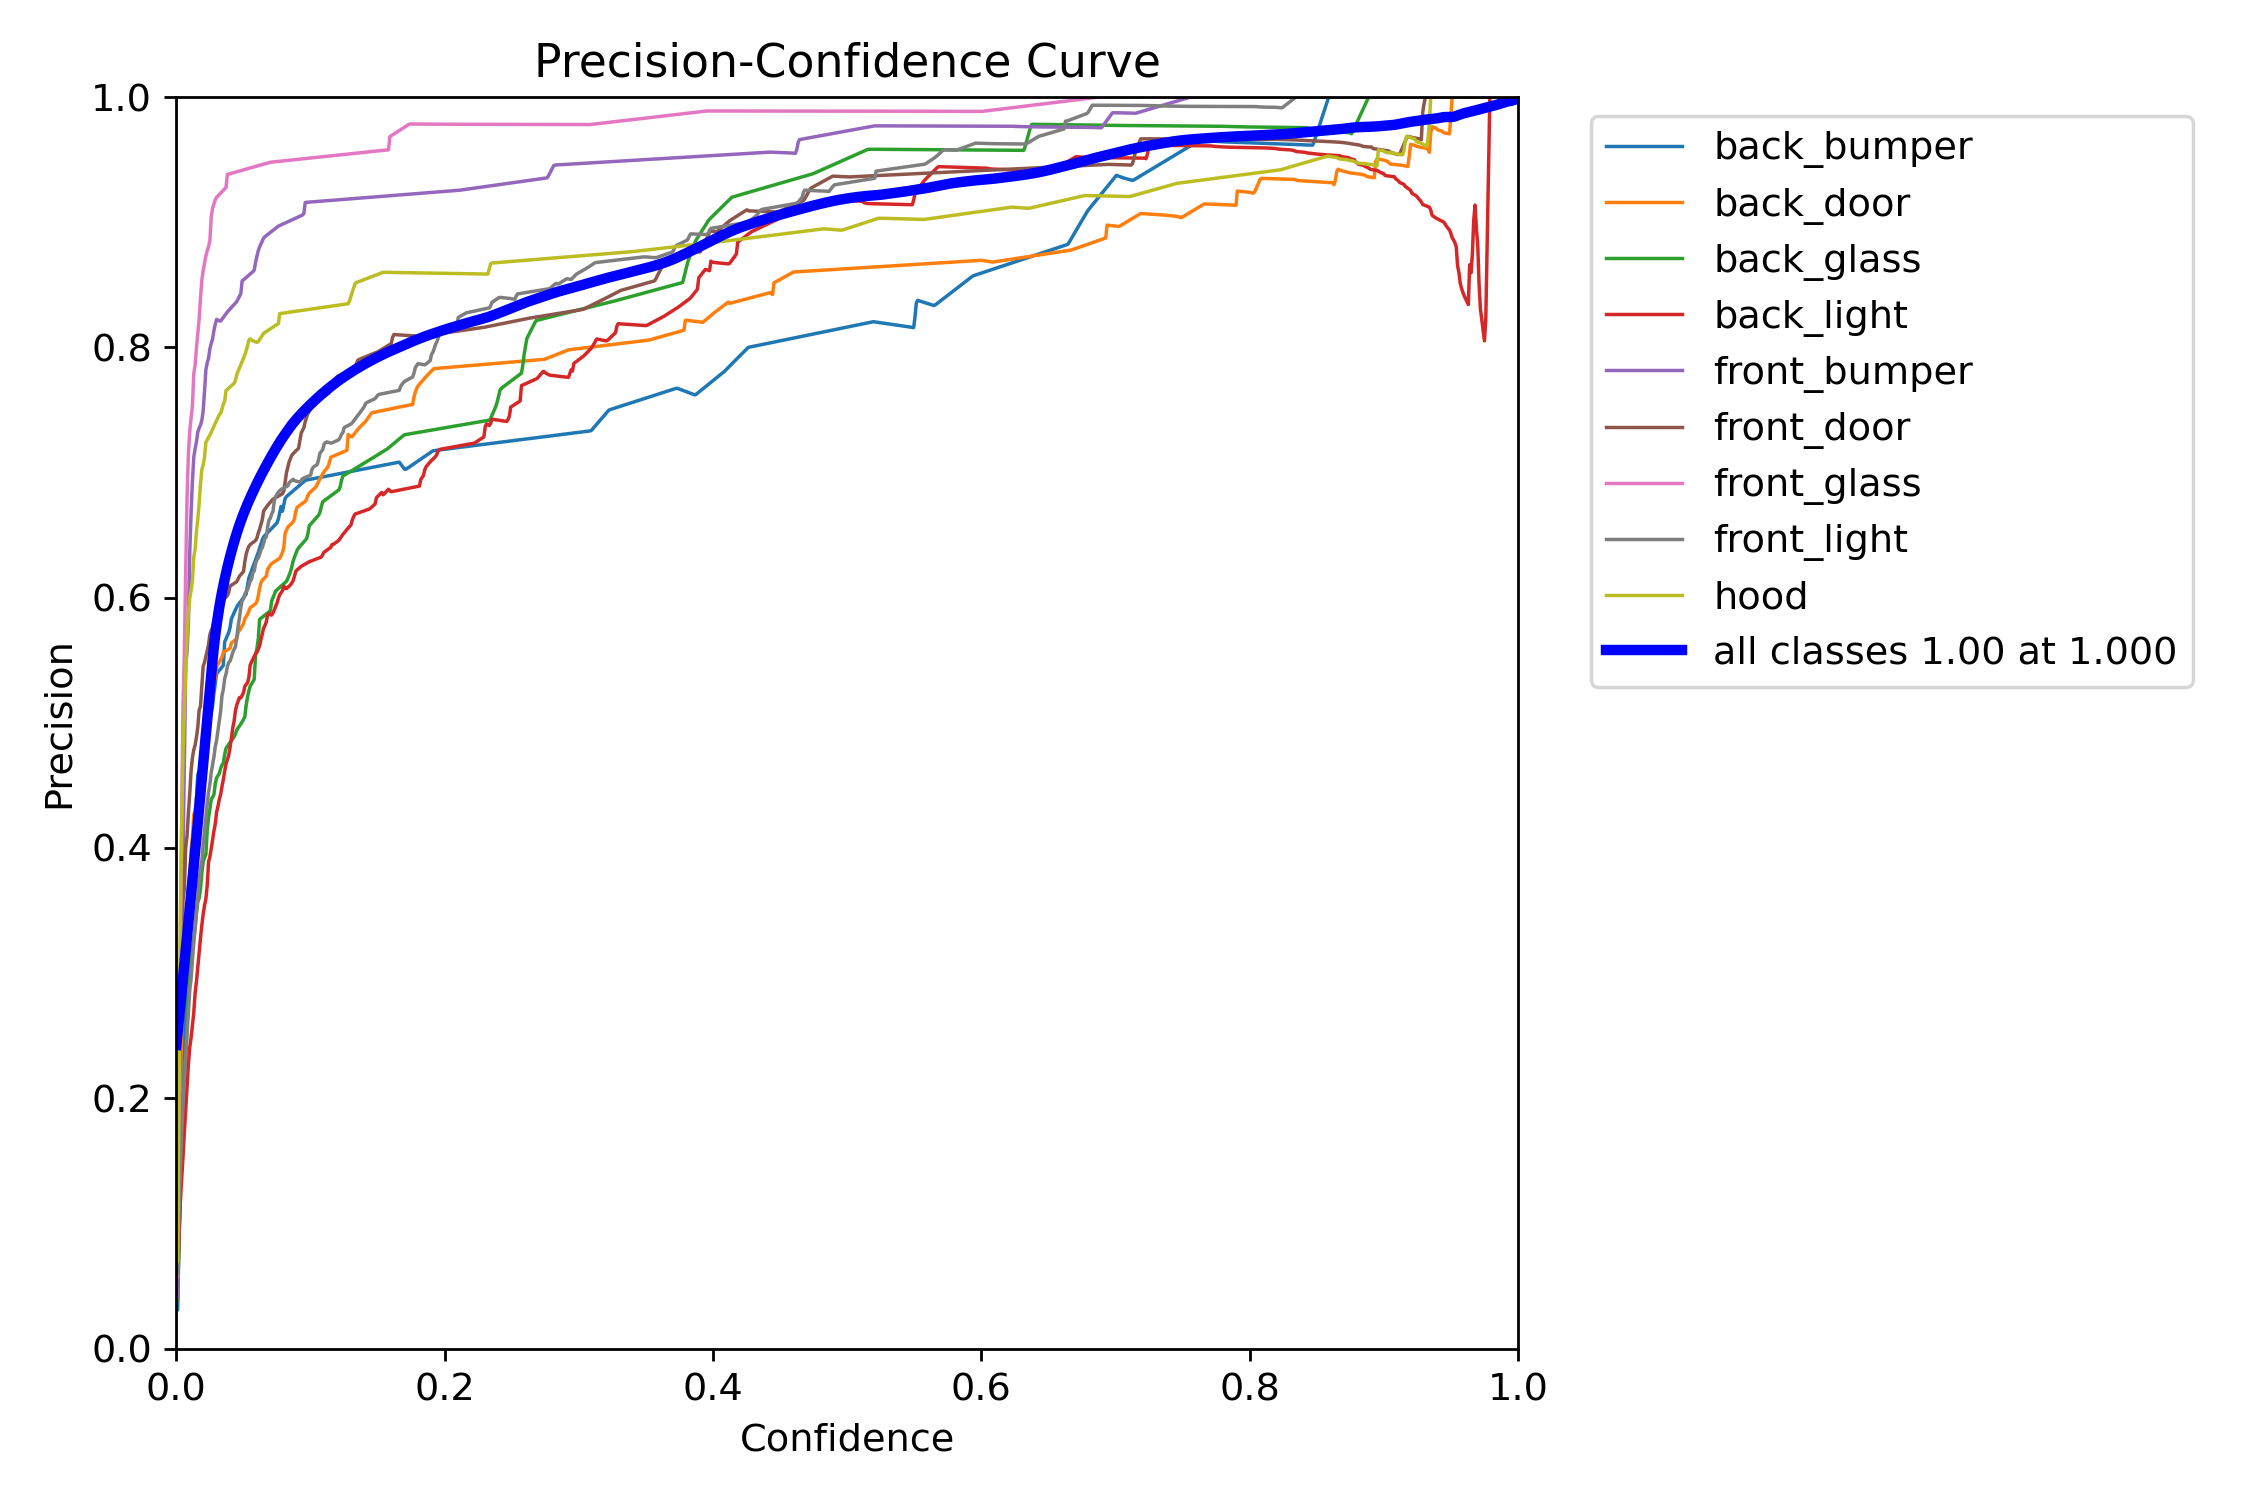 Precision-Confidence Curve
1.0
0.8
0.6
0.4
0.2
0.0
Precision
0.0 0.2 0.4 0.6 0.8 1.0
Confidence
back_bumper
back_door
back_glass
back_light
front_bumper
front_door
front_glass
front_light
hood
all classes 1.00 at 1.000